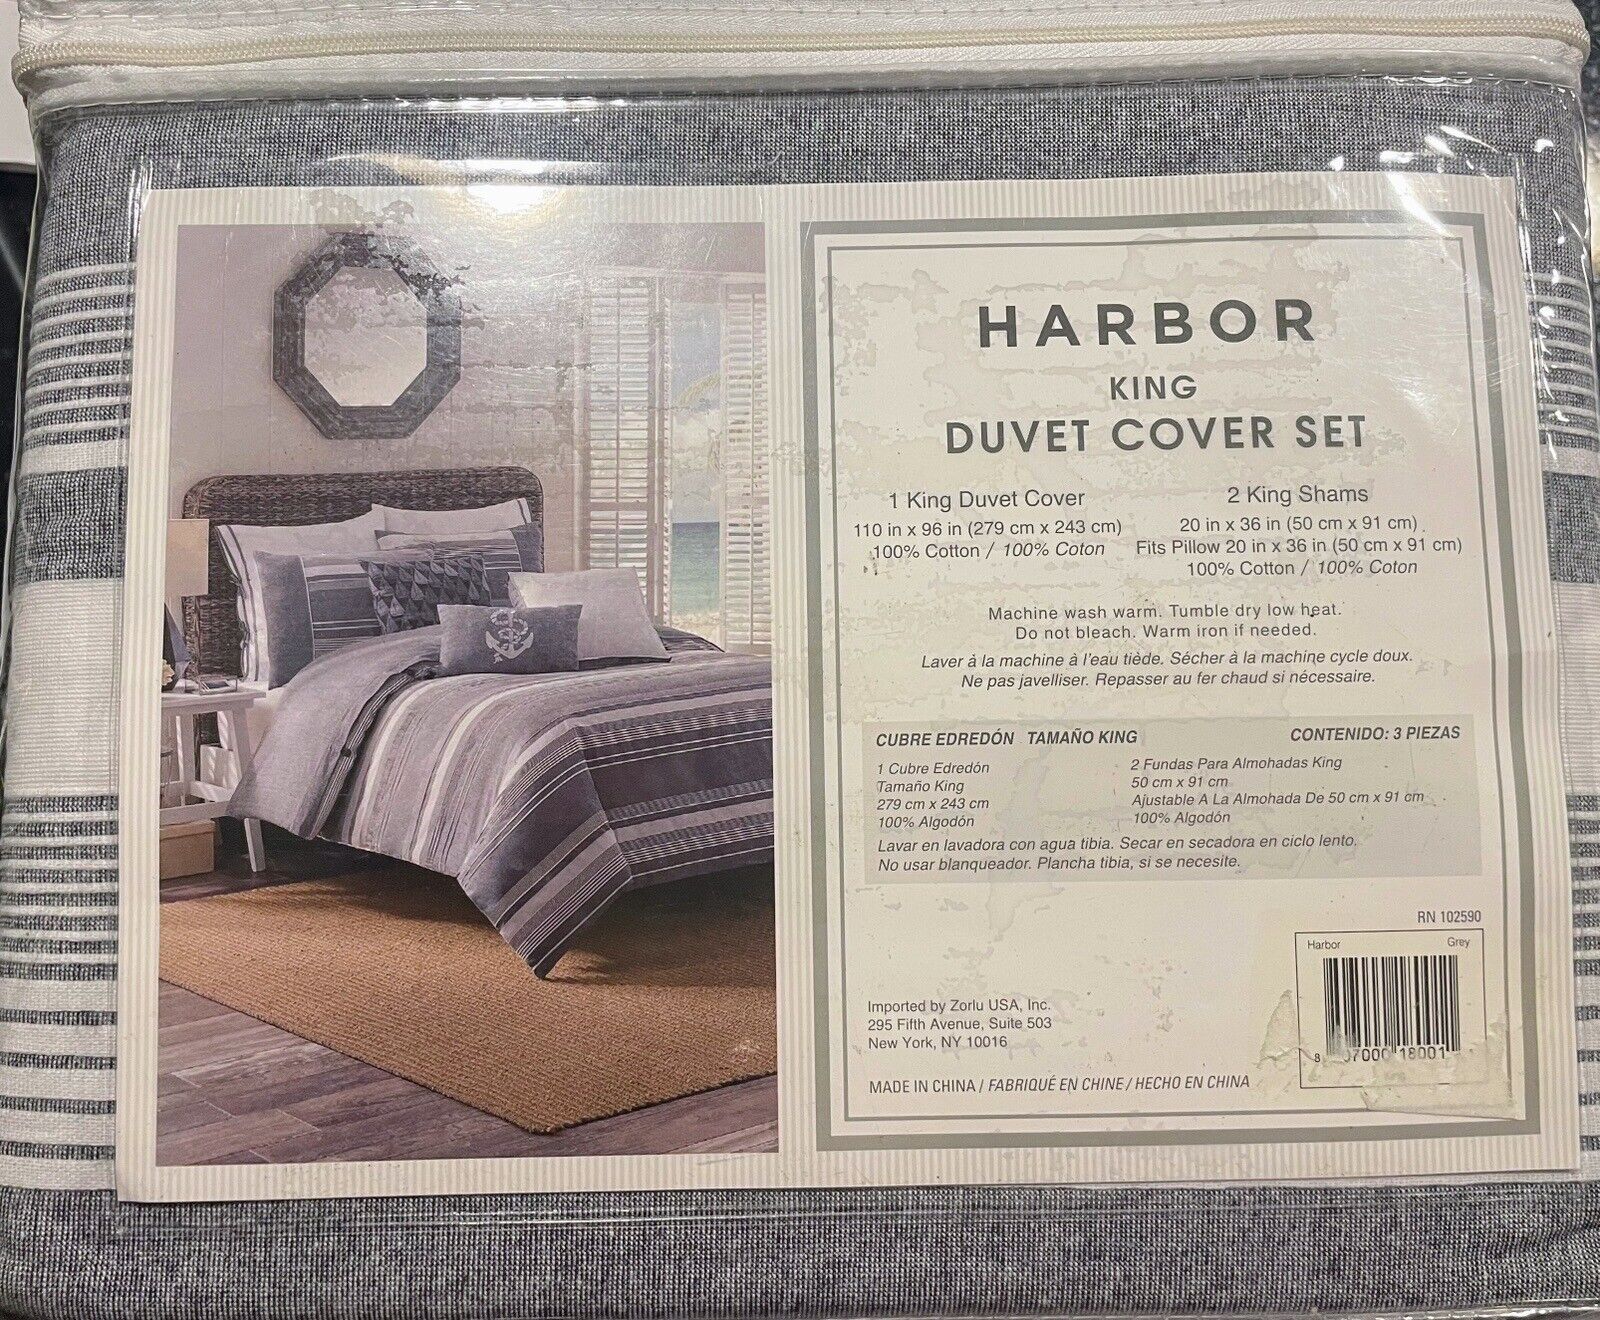 HARBOR
KING
DUVET COVER SET
1 King Duvet Cover
110 in x 96 in (279 cm x 243 cm)
100% Cotton / 100% Coton
2 King Shams
20 in x 36 in (50 cm x 91 cm)
Fits Pillow 20 in x 36 in (50 cm x 91 cm)
100% Cotton / 100% Coton
Machine wash warm. Tumble dry low heat.
Do not bleach. Warm iron if needed.
Laver à la machine à l'eau tiède. Sécher à la machine cycle doux.
Ne pas javelliser. Repasser au fer chaud si nécessaire.
CUBRE EDREDÓN TAMAÑO KING
CONTENIDO: 3 PIEZAS
1 Cubre Edredón
Tamaño King
279 cm x 243 cm
100% Algodón
2 Fundas Para Almohadas King
50 cm x 91 cm
Ajustable A La Almohada De 50 cm x 91 cm
100% Algodón
Lavar en lavadora con agua tibia. Secar en secadora en ciclo lento.
No usar blanqueador. Plancha tibia, si se necesite.
RN 102590
Harbor Grey
8 07000 18001
Imported by Zorlu USA, Inc.
295 Fifth Avenue, Suite 503
New York, NY 10016
MADE IN CHINA / FABRIQUÉ EN CHINE / HECHO EN CHINA